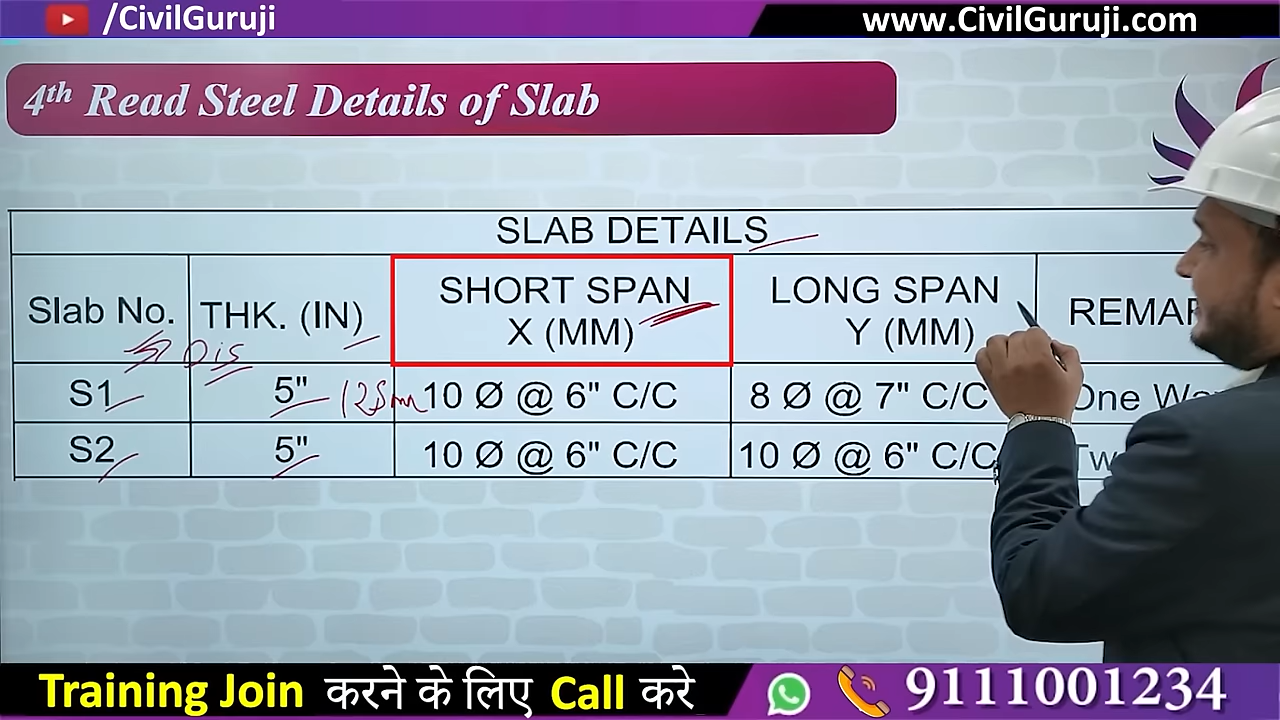 /CivilGuruji
www.CivilGuruji.com
4th Read Steel Details of Slab
SLAB DETAILS
Slab No.
THK. (IN)
SHORT SPAN
X (MM)
LONG SPAN
Y (MM)
S1
5"
10 Ø @ 6" C/C
8 Ø @ 7" C/C
One
S2
5"
10 Ø @ 6" C/C
10 Ø @ 6" C/C
Training Join करने के लिए Call करे
9111001234